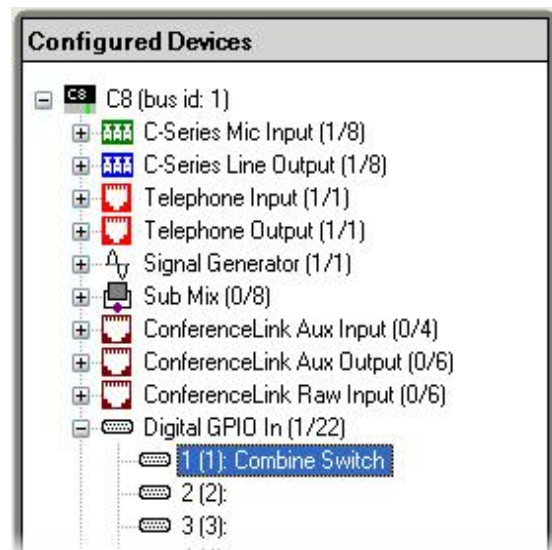 Configured Devices
C8 C8 (bus id: 1)
C-Series Mic Input (1/8)
C-Series Line Output (1/8)
Telephone Input (1/1)
Telephone Output (1/1)
Signal Generator (1/1)
Sub Mix (0/8)
ConferenceLink Aux Input (0/4)
ConferenceLink Aux Output (0/6)
ConferenceLink Raw Input (0/6)
Digital GPIO In (1/22)
1 (1): Combine Switch
2 (2):
3 (3):